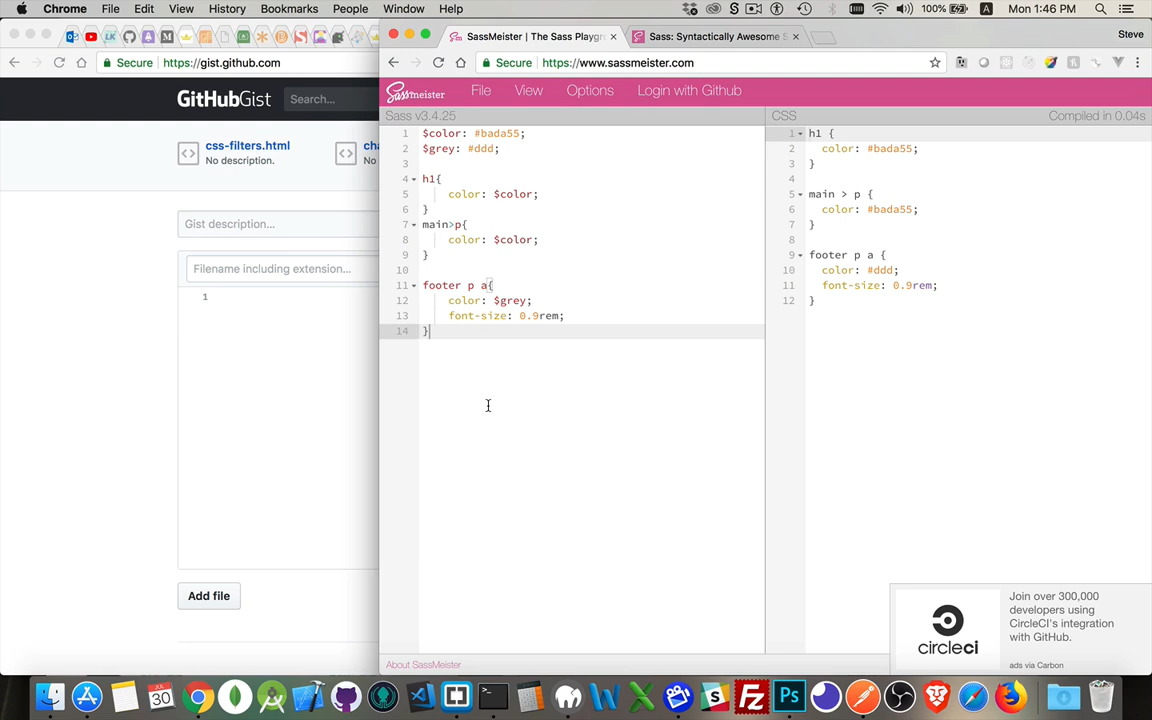 Chrome File Edit View History Bookmarks People Window Help 100% A Mon 1:46 PM
SassMeister | The Sass Playgr
Sass: Syntactically Awesome S
Steve
Secure https://gist.github.com
Secure https://www.sassmeister.com
GitHubGist
Search...
SassMeister File View Options Login with Github
Sass v3.4.25
CSS
Compiled in 0.04s
css-filters.html
No description.
cha
No
Gist description...
Filename including extension...
1
Add file
1 $color: #bada55;
2 $grey: #ddd;
3
4 h1{
5 color: $color;
6 }
7 main>p{
8 color: $color;
9 }
10
11 footer p a{
12 color: $grey;
13 font-size: 0.9rem;
14 }
1 h1 {
2 color: #bada55;
3 }
4
5 main > p {
6 color: #bada55;
7 }
8
9 footer p a {
10 color: #ddd;
11 font-size: 0.9rem;
12 }
circleci
Join over 300,000
developers using
CircleCI's integration
with GitHub.
ads via Carbon
About SassMeister
JUL
30